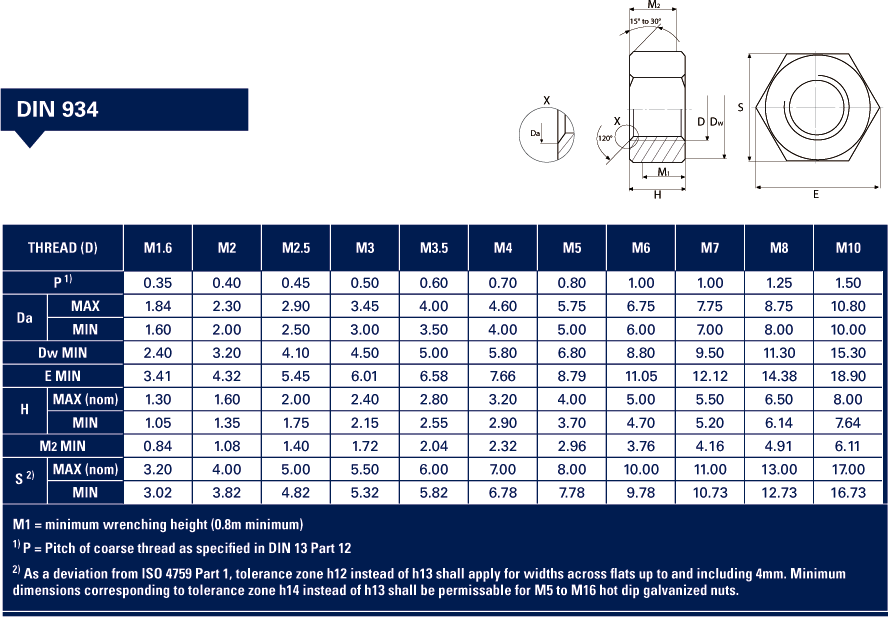 M2
15° to 30°
DIN 934
X
Da
X
120°
D
Dw
S
M1
H
E
THREAD (D) M1.6 M2 M2.5 M3 M3.5 M4 M5 M6 M7 M8 M10
P 1) 0.35 0.40 0.45 0.50 0.60 0.70 0.80 1.00 1.00 1.25 1.50
Da MAX 1.84 2.30 2.90 3.45 4.00 4.60 5.75 6.75 7.75 8.75 10.80
MIN 1.60 2.00 2.50 3.00 3.50 4.00 5.00 6.00 7.00 8.00 10.00
Dw MIN 2.40 3.20 4.10 4.50 5.00 5.80 6.80 8.80 9.50 11.30 15.30
E MIN 3.41 4.32 5.45 6.01 6.58 7.66 8.79 11.05 12.12 14.38 18.90
H MAX (nom) 1.30 1.60 2.00 2.40 2.80 3.20 4.00 5.00 5.50 6.50 8.00
MIN 1.05 1.35 1.75 2.15 2.55 2.90 3.70 4.70 5.20 6.14 7.64
M2 MIN 0.84 1.08 1.40 1.72 2.04 2.32 2.96 3.76 4.16 4.91 6.11
S 2) MAX (nom) 3.20 4.00 5.00 5.50 6.00 7.00 8.00 10.00 11.00 13.00 17.00
MIN 3.02 3.82 4.82 5.32 5.82 6.78 7.78 9.78 10.73 12.73 16.73
M1 = minimum wrenching height (0.8m minimum)
1) P = Pitch of coarse thread as specified in DIN 13 Part 12
2) As a deviation from ISO 4759 Part 1, tolerance zone h12 instead of h13 shall apply for widths across flats up to and including 4mm. Minimum
dimensions corresponding to tolerance zone h14 instead of h13 shall be permissable for M5 to M16 hot dip galvanized nuts.